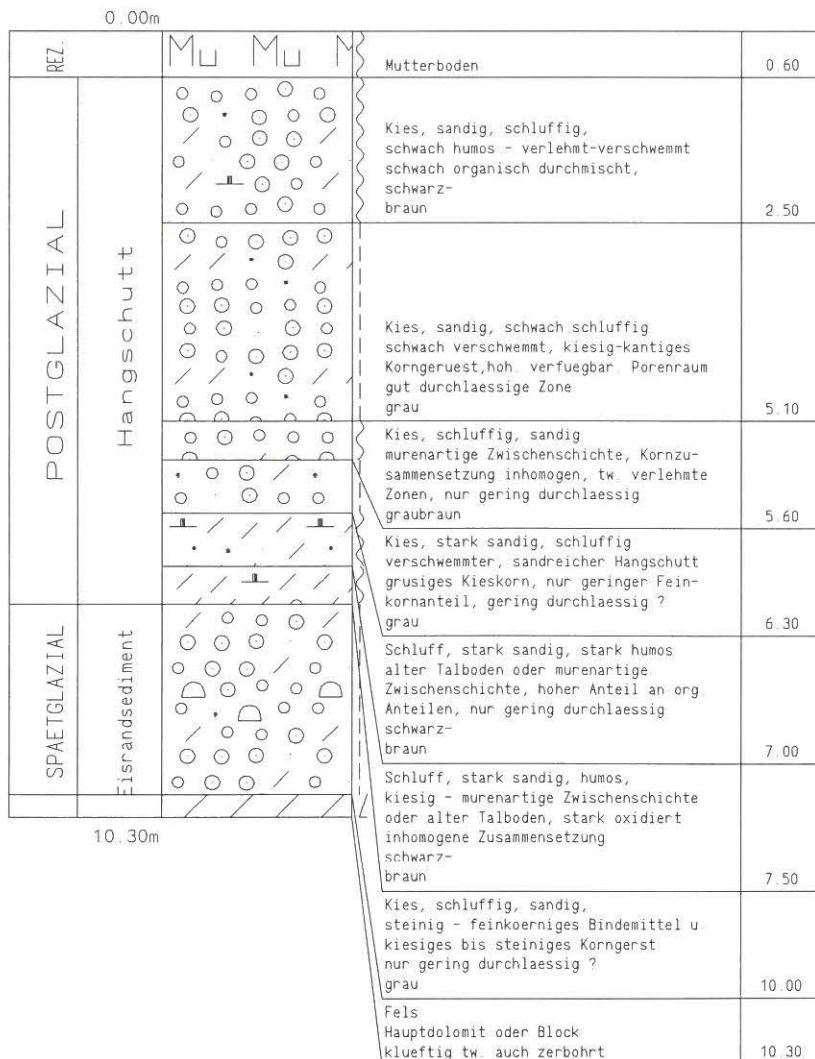 0.00m
REZ.
Mu Mu M
Mutterboden
0.60
POSTGLAZIAL
Hangschutt
Kies, sandig, schluffig,
schwach humos - verlehmt-verschwemmt
schwach organisch durchmischt,
schwarz-
braun
2.50
Kies, sandig, schwach schluffig
schwach verschwemmt, kiesig-kantiges
Korngeruest,hoh. verfuegbar. Porenraum
gut durchlaessige Zone
grau
5.10
Kies, schluffig, sandig
murenartige Zwischenschichte, Kornzu-
sammensetzung inhomogen, tw. verlehmte
Zonen, nur gering durchlaessig
graubraun
5.60
Kies, stark sandig, schluffig
verschwemmter, sandreicher Hangschutt
grusiges Kieskorn, nur geringer Fein-
kornanteil, gering durchlaessig ?
grau
6.30
SPAETGLAZIAL
Eisrandsediment
Schluff, stark sandig, stark humos
alter Talboden oder murenartige
Zwischenschichte, hoher Anteil an org.
Anteilen, nur gering durchlaessig
schwarz-
braun
7.00
Schluff, stark sandig, humos,
kiesig - murenartige Zwischenschichte
oder alter Talboden, stark oxidiert
inhomogene Zusammensetzung
schwarz-
braun
7.50
10.30m
Kies, schluffig, sandig,
steinig - feinkoerniges Bindemittel u
kiesiges bis steiniges Korngerst
nur gering durchlaessig ?
grau
10.00
Fels
Hauptdolomit oder Block
klueftig tw. auch zerbohrt
10.30